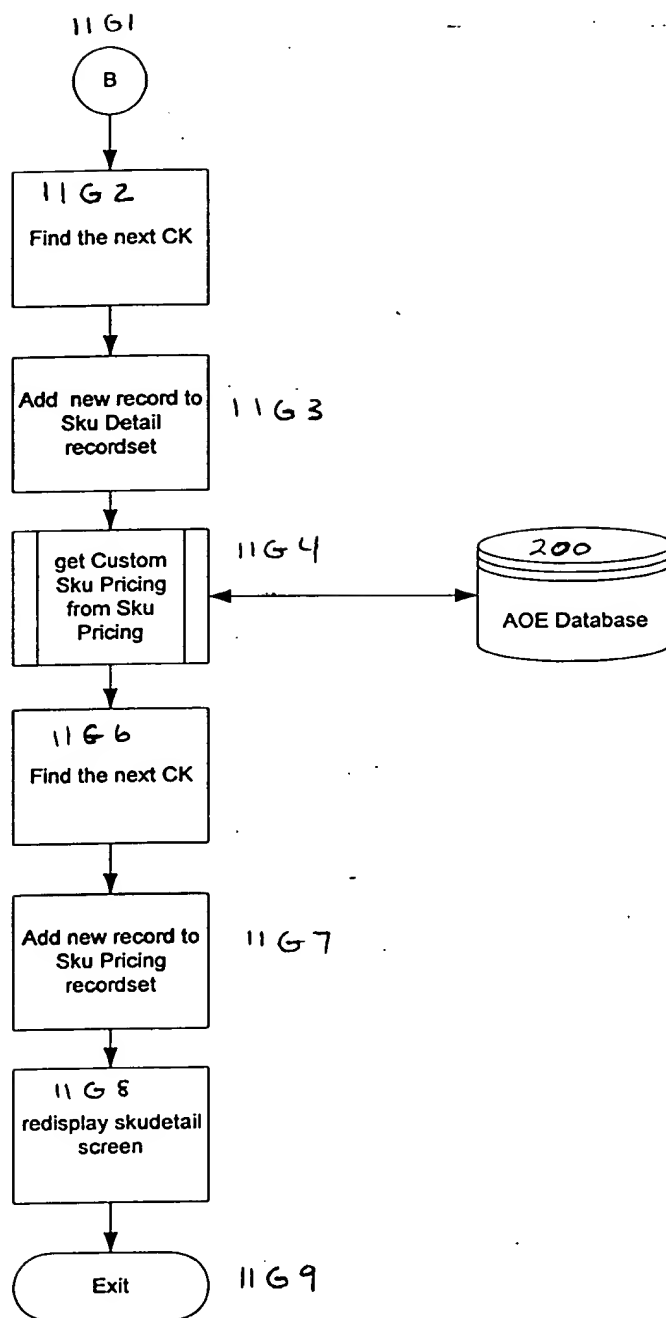 11G1
B
11G2
Find the next CK
Add new record to
Sku Detail
recordset
11G3
get Custom
Sku Pricing
from Sku
Pricing
11G4
200
AOE Database
11G6
Find the next CK
Add new record to
Sku Pricing
recordset
11G7
11G8
redisplay skudetail
screen
Exit
11G9